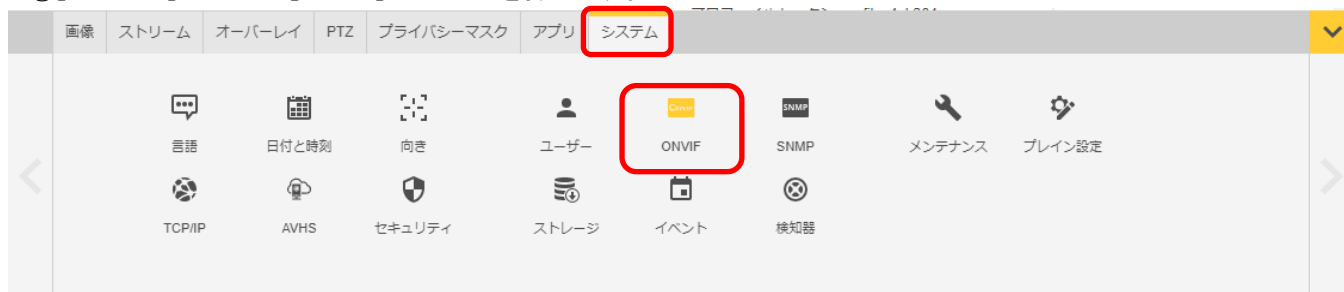 画像 ストリーム オーバーレイ PTZ プライバシーマスク アプリ システム
言語 日付と時刻 向き ユーザー ONVIF SNMP メンテナンス プレイン設定
TCP/IP AVHS セキュリティ ストレージ イベント 検知器